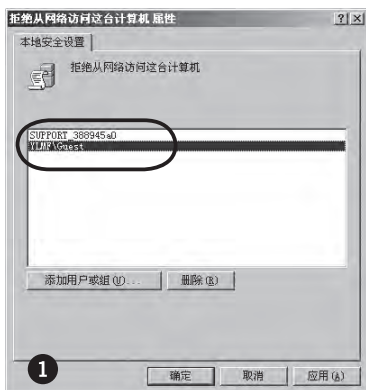 拒绝从网络访问这台计算机 属性
? ×
本地安全设置
拒绝从网络访问这台计算机
SUPPORT_388945a0
YLMF\Guest
添加用户或组(U)... 删除(R)
1
确定 取消 应用(A)